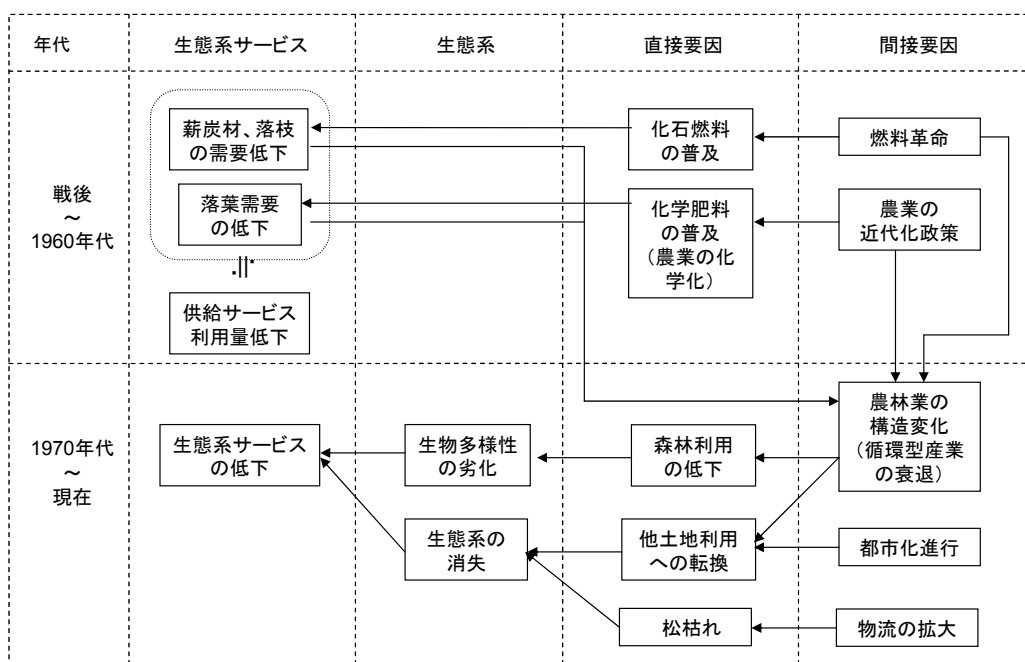 年代
生態系サービス
生態系
直接要因
間接要因
戦後
～
1960年代
薪炭材、落枝
の需要低下
化石燃料
の普及
燃料革命
落葉需要
の低下
化学肥料
の普及
（農業の化
学化）
農業の
近代化政策
供給サービス
利用量低下
1970年代
～
現在
生態系サービス
の低下
生物多様性
の劣化
森林利用
の低下
農林業の
構造変化
（循環型産業
の衰退）
生態系の
消失
他土地利用
への転換
都市化進行
松枯れ
物流の拡大